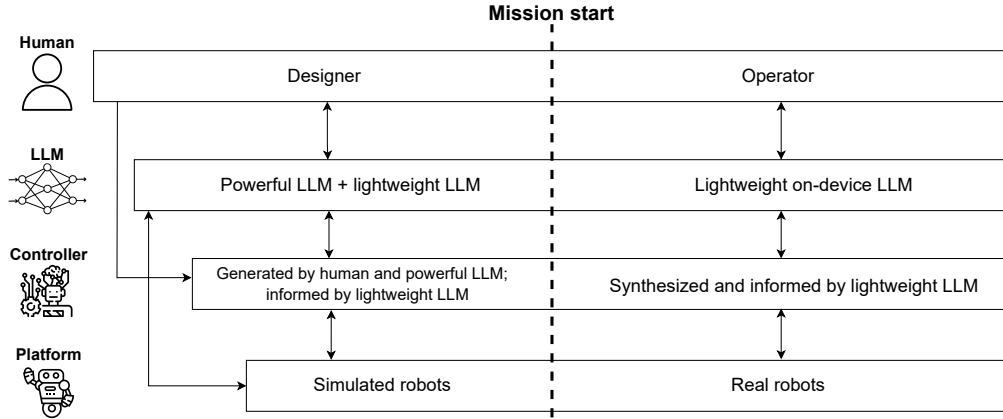 Mission start
Human
Designer
Operator
LLM
Powerful LLM + lightweight LLM
Lightweight on-device LLM
Controller
Generated by human and powerful LLM;
informed by lightweight LLM
Synthesized and informed by lightweight LLM
Platform
Simulated robots
Real robots